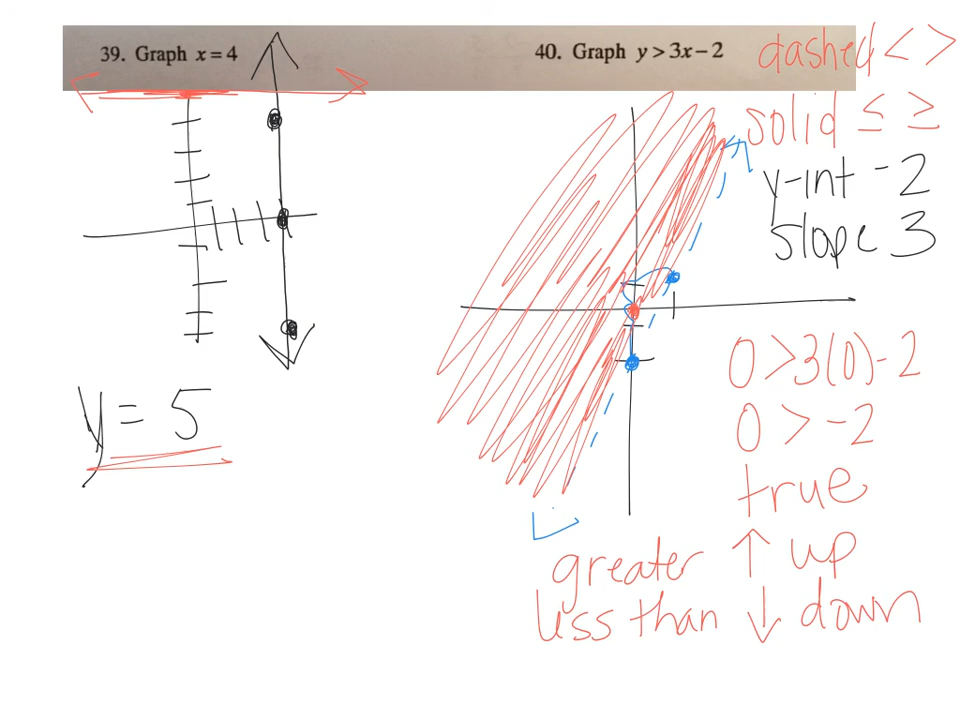 39. Graph x = 4
40. Graph y > 3x − 2
dashed < >
solid ≤ ≥
y-int -2
slope 3
y = 5
0 > 3(0) - 2
0 > -2
true
greater ↑ up
less than ↓ down